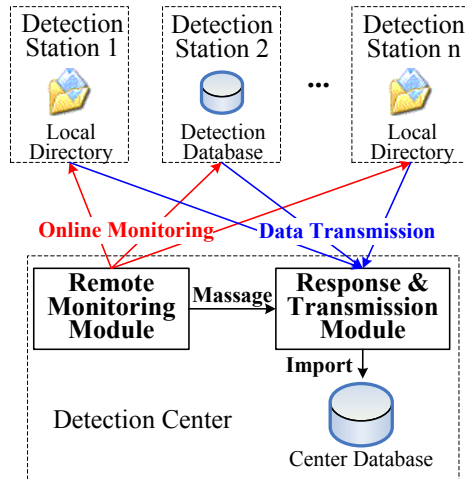 Detection
Station 1
Detection
Station 2
...
Detection
Station n
Local
Directory
Detection
Database
Local
Directory
Online Monitoring
Data Transmission
Remote
Monitoring
Module
Massage
Response &
Transmission
Module
Import
Detection Center
Center Database